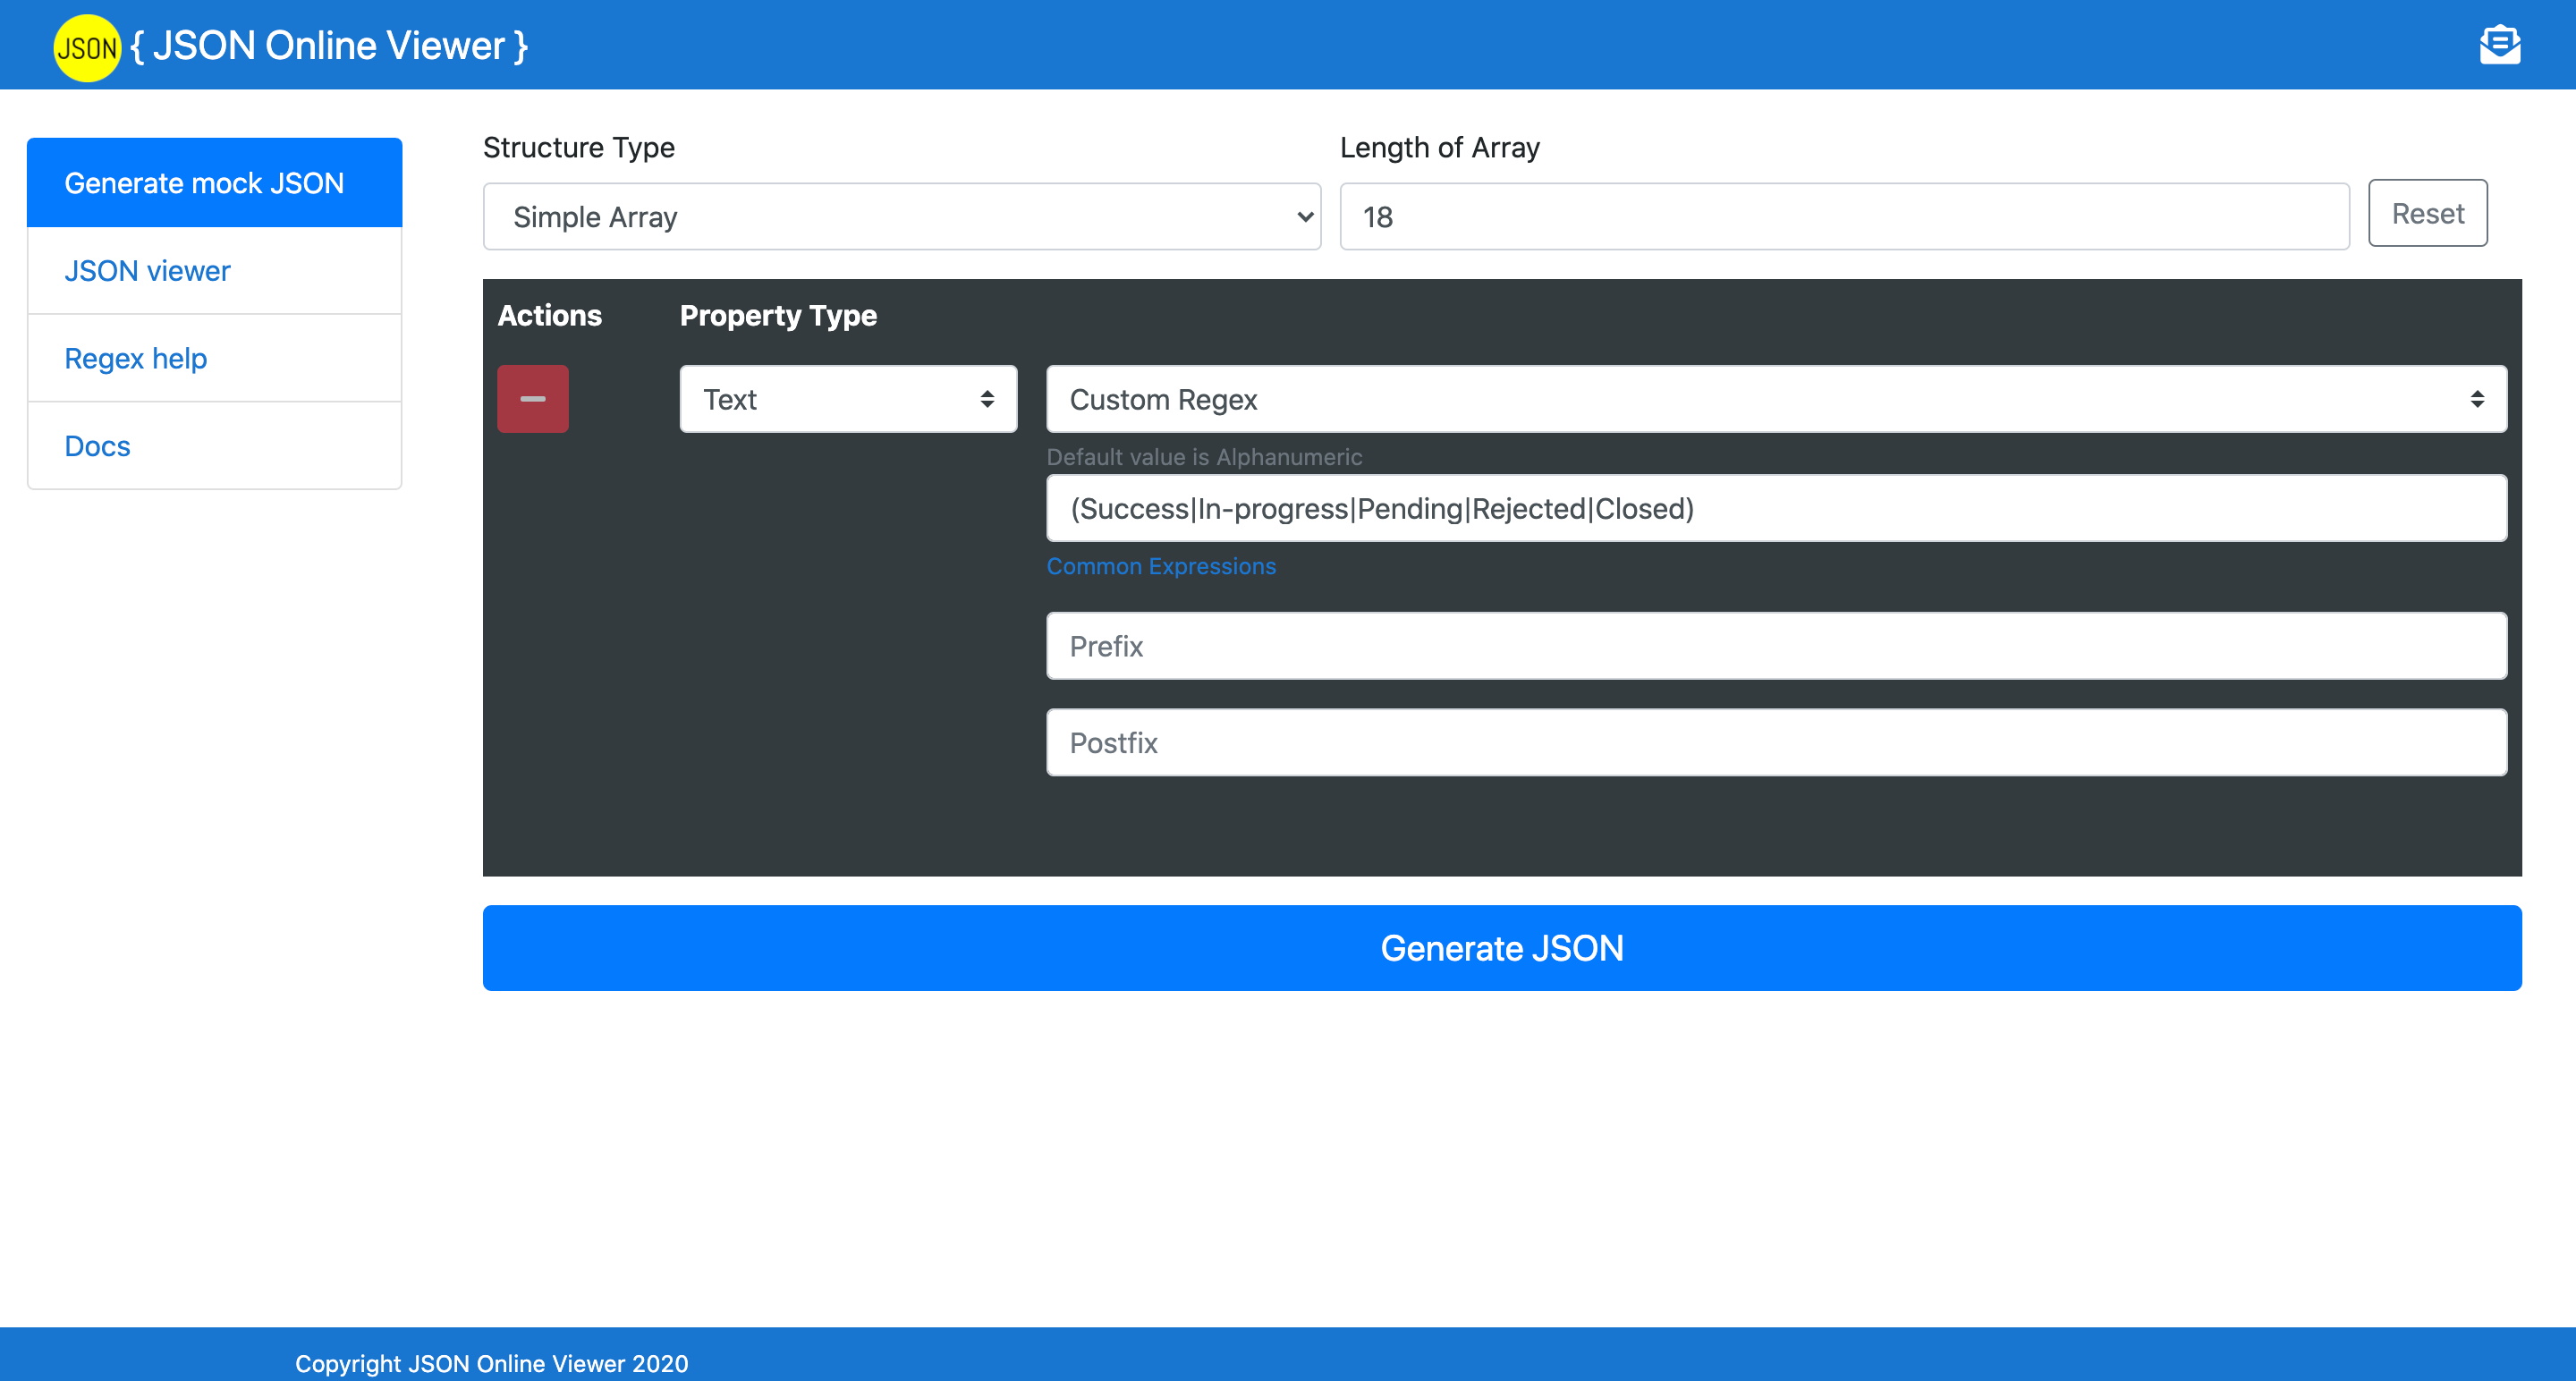 JSON { JSON Online Viewer }
Generate mock JSON
JSON viewer
Regex help
Docs
Structure Type
Length of Array
Simple Array
18
Reset
Actions
Property Type
Text
Custom Regex
Default value is Alphanumeric
(Success|In-progress|Pending|Rejected|Closed)
Common Expressions
Prefix
Postfix
Generate JSON
Copyright JSON Online Viewer 2020